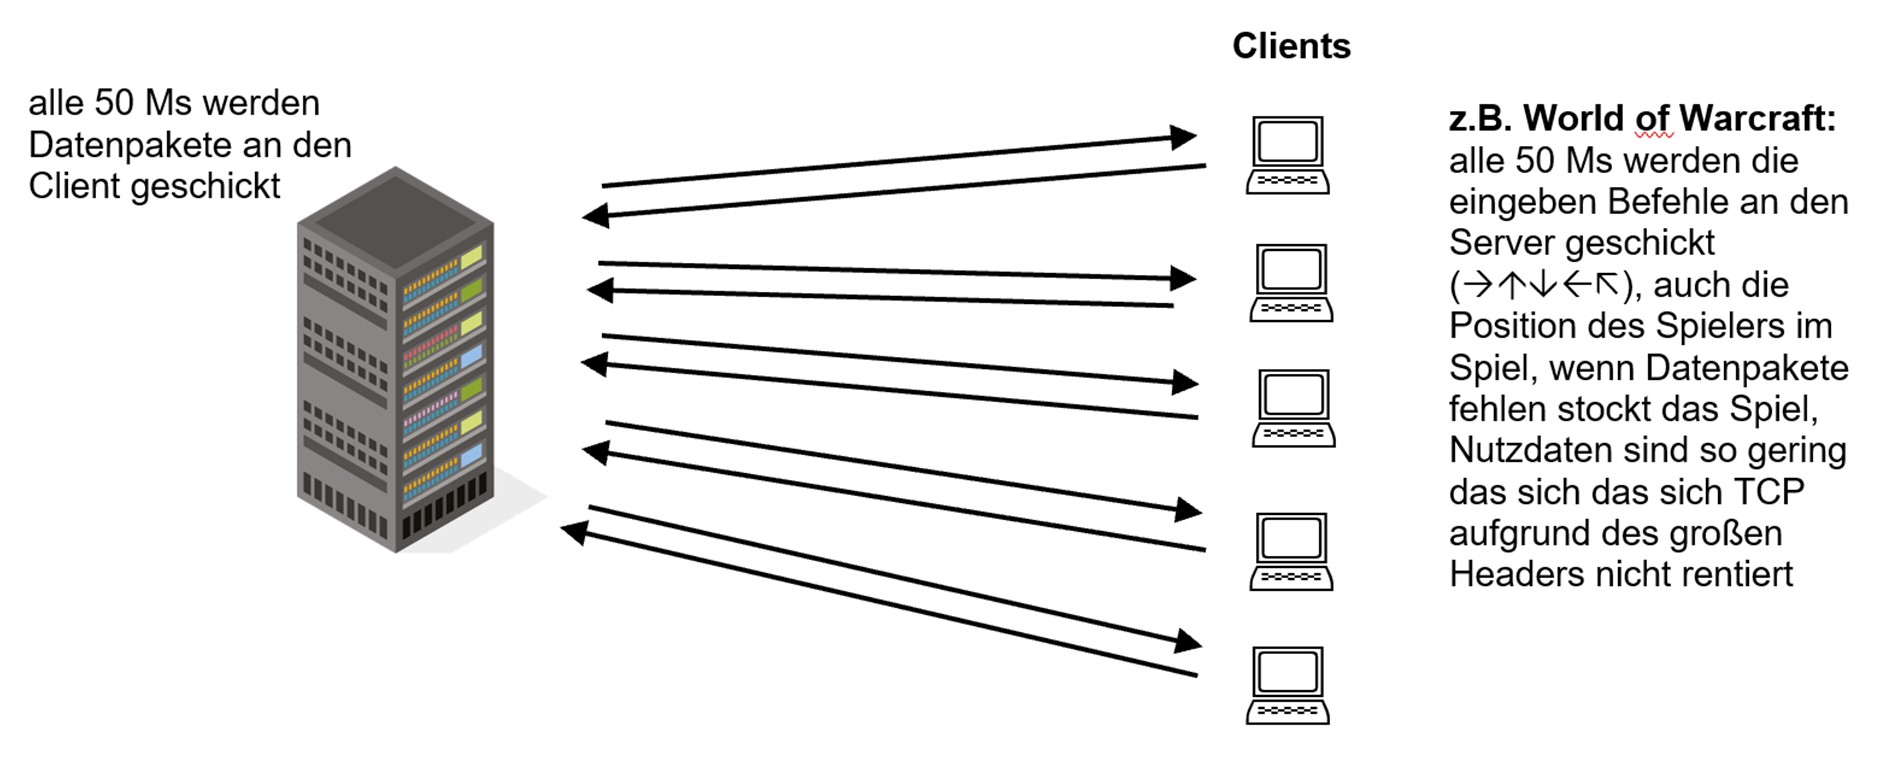 alle 50 Ms werden
Datenpakete an den
Client geschickt
Clients
z.B. World of Warcraft:
alle 50 Ms werden die
eingeben Befehle an den
Server geschickt
(→↑↓←↖), auch die
Position des Spielers im
Spiel, wenn Datenpakete
fehlen stockt das Spiel,
Nutzdaten sind so gering
das sich das sich TCP
aufgrund des großen
Headers nicht rentiert